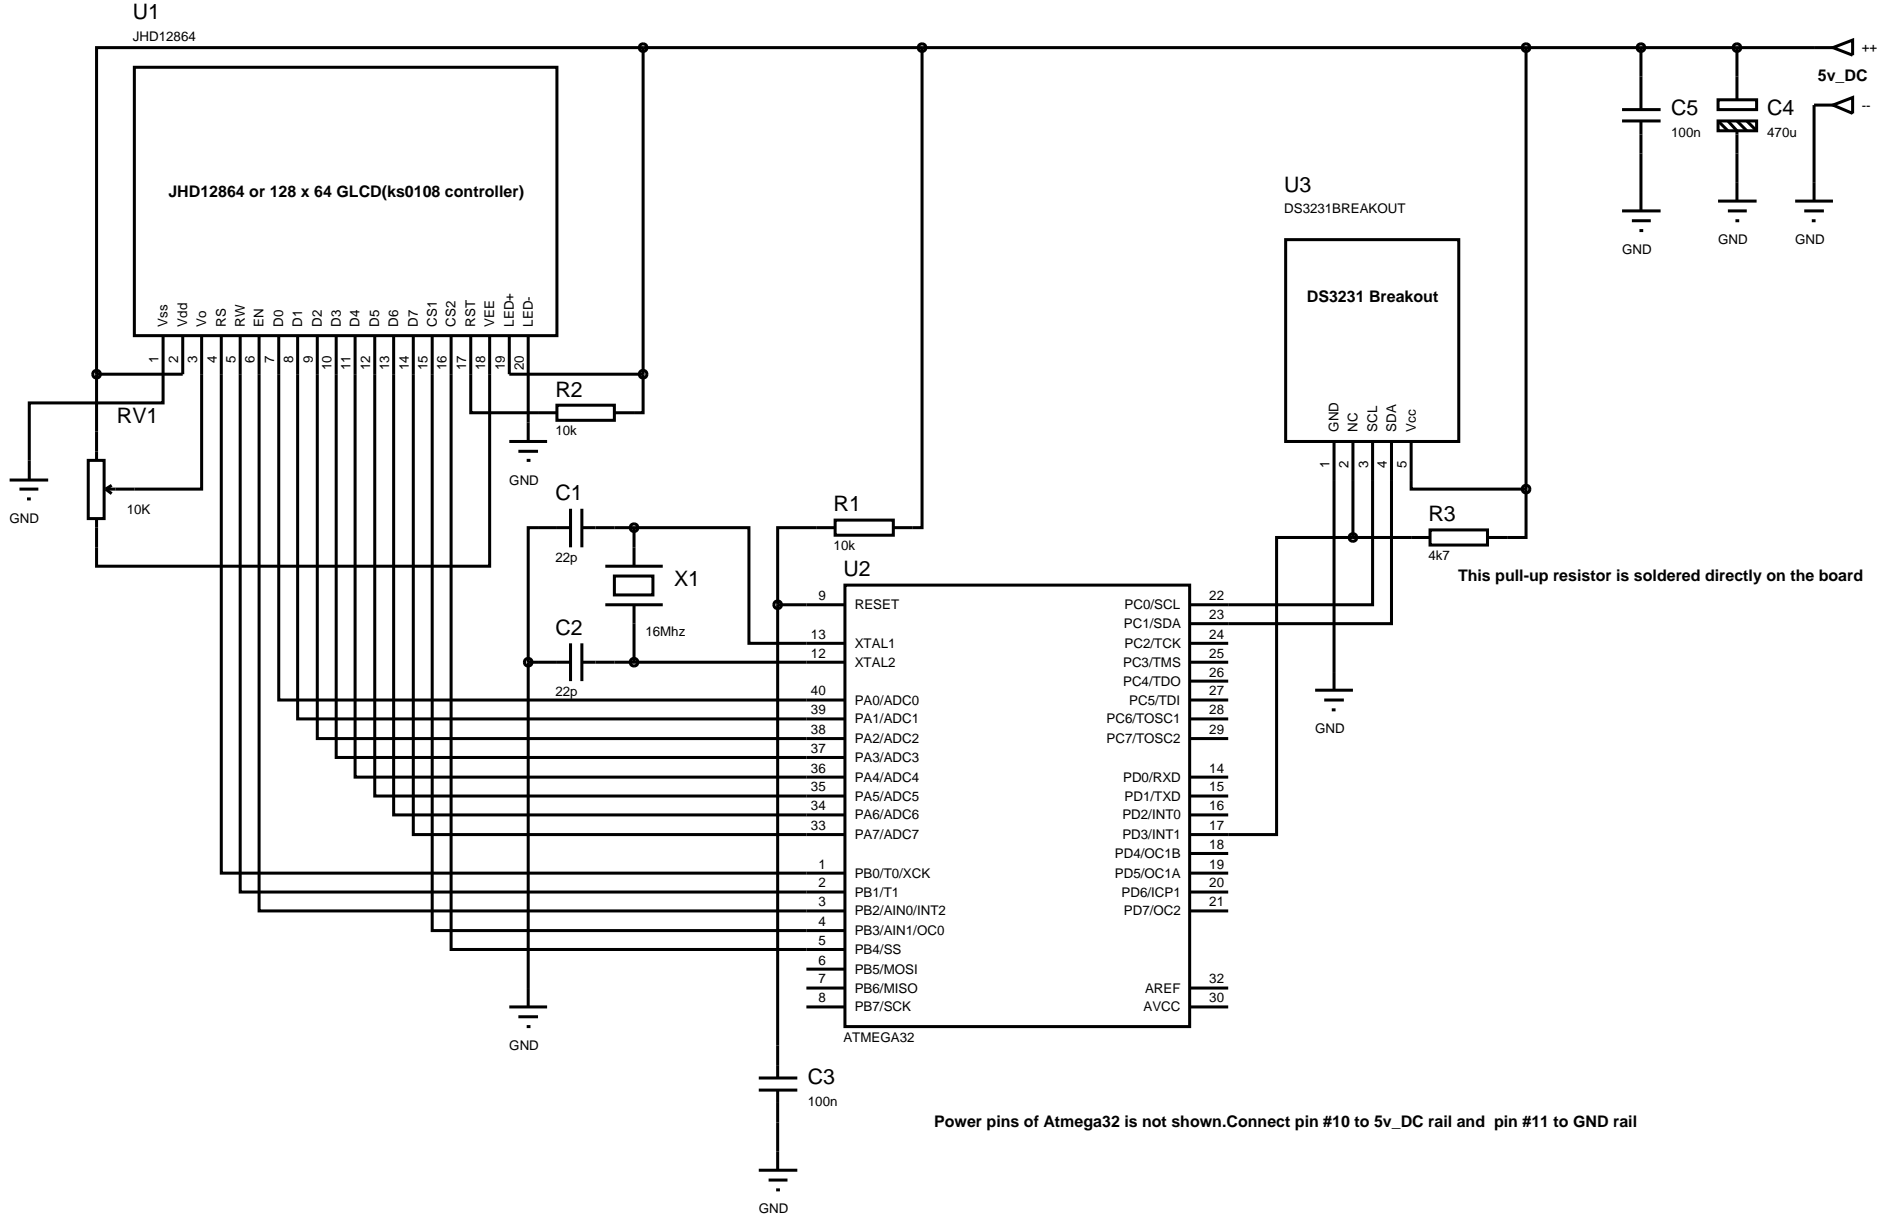 U1
JHD12864
++
5v_DC
--
C5
100n
C4
470u
GND
GND
GND
JHD12864 or 128 x 64 GLCD(ks0108 controller)
Vss
Vdd
Vo
RS
RW
EN
D0
D1
D2
D3
D4
D5
D6
D7
CS1
CS2
RST
VEE
LED+
LED-
1
2
3
4
5
6
7
8
9
10
11
12
13
14
15
16
17
18
19
20
U3
DS3231BREAKOUT
DS3231 Breakout
GND
NC
SCL
SDA
Vcc
1
2
3
4
5
RV1
10K
GND
R2
10k
GND
C1
22p
X1
16Mhz
C2
22p
R1
10k
R3
4k7
This pull-up resistor is soldered directly on the board
U2
9
RESET
13
XTAL1
12
XTAL2
40
PA0/ADC0
39
PA1/ADC1
38
PA2/ADC2
37
PA3/ADC3
36
PA4/ADC4
35
PA5/ADC5
34
PA6/ADC6
33
PA7/ADC7
1
PB0/T0/XCK
2
PB1/T1
3
PB2/AIN0/INT2
4
PB3/AIN1/OC0
5
PB4/SS
6
PB5/MOSI
7
PB6/MISO
8
PB7/SCK
PC0/SCL
22
PC1/SDA
23
PC2/TCK
24
PC3/TMS
25
PC4/TDO
26
PC5/TDI
27
PC6/TOSC1
28
PC7/TOSC2
29
PD0/RXD
14
PD1/TXD
15
PD2/INT0
16
PD3/INT1
17
PD4/OC1B
18
PD5/OC1A
19
PD6/ICP1
20
PD7/OC2
21
AREF
32
AVCC
30
ATMEGA32
GND
GND
C3
100n
GND
Power pins of Atmega32 is not shown.Connect pin #10 to 5v_DC rail and  pin #11 to GND rail